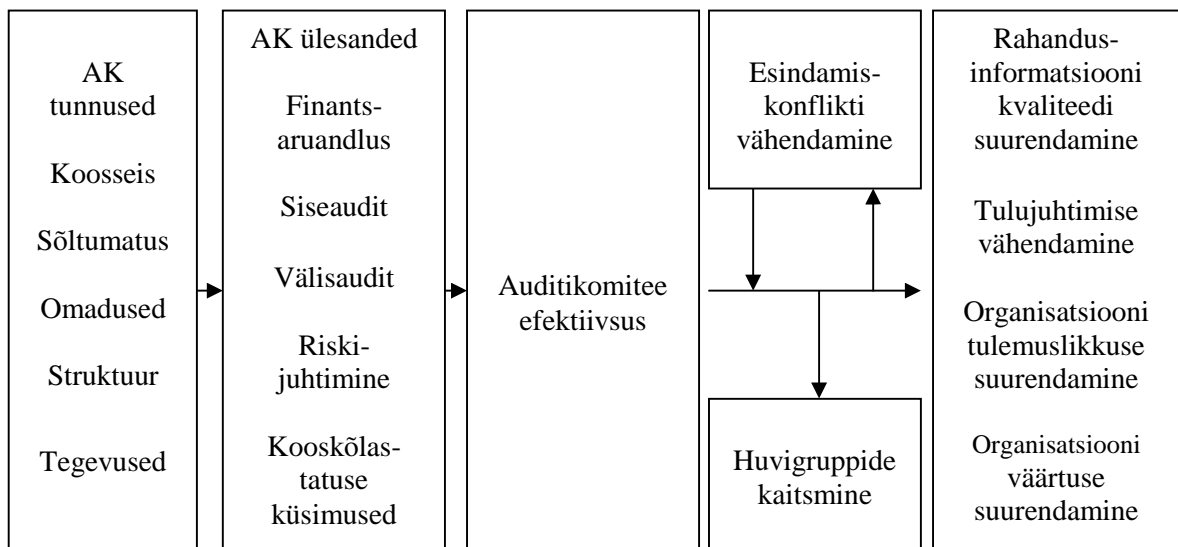 AK
tunnused
Koosseis
Sõltumatus
Omadused
Struktuur
Tegevused
AK ülesanded
Finants-
aruandlus
Siseaudit
Välisaudit
Riski-
juhtimine
Kooskõlas-
tatuse
küsimused
Auditikomitee
efektiivsus
Esindamis-
konflikti
vähendamine
Huvigruppide
kaitsmine
Rahandus-
informatsiooni
kvaliteedi
suurendamine
Tulujuhtimise
vähendamine
Organisatsiooni
tulemuslikkuse
suurendamine
Organisatsiooni
väärtuse
suurendamine